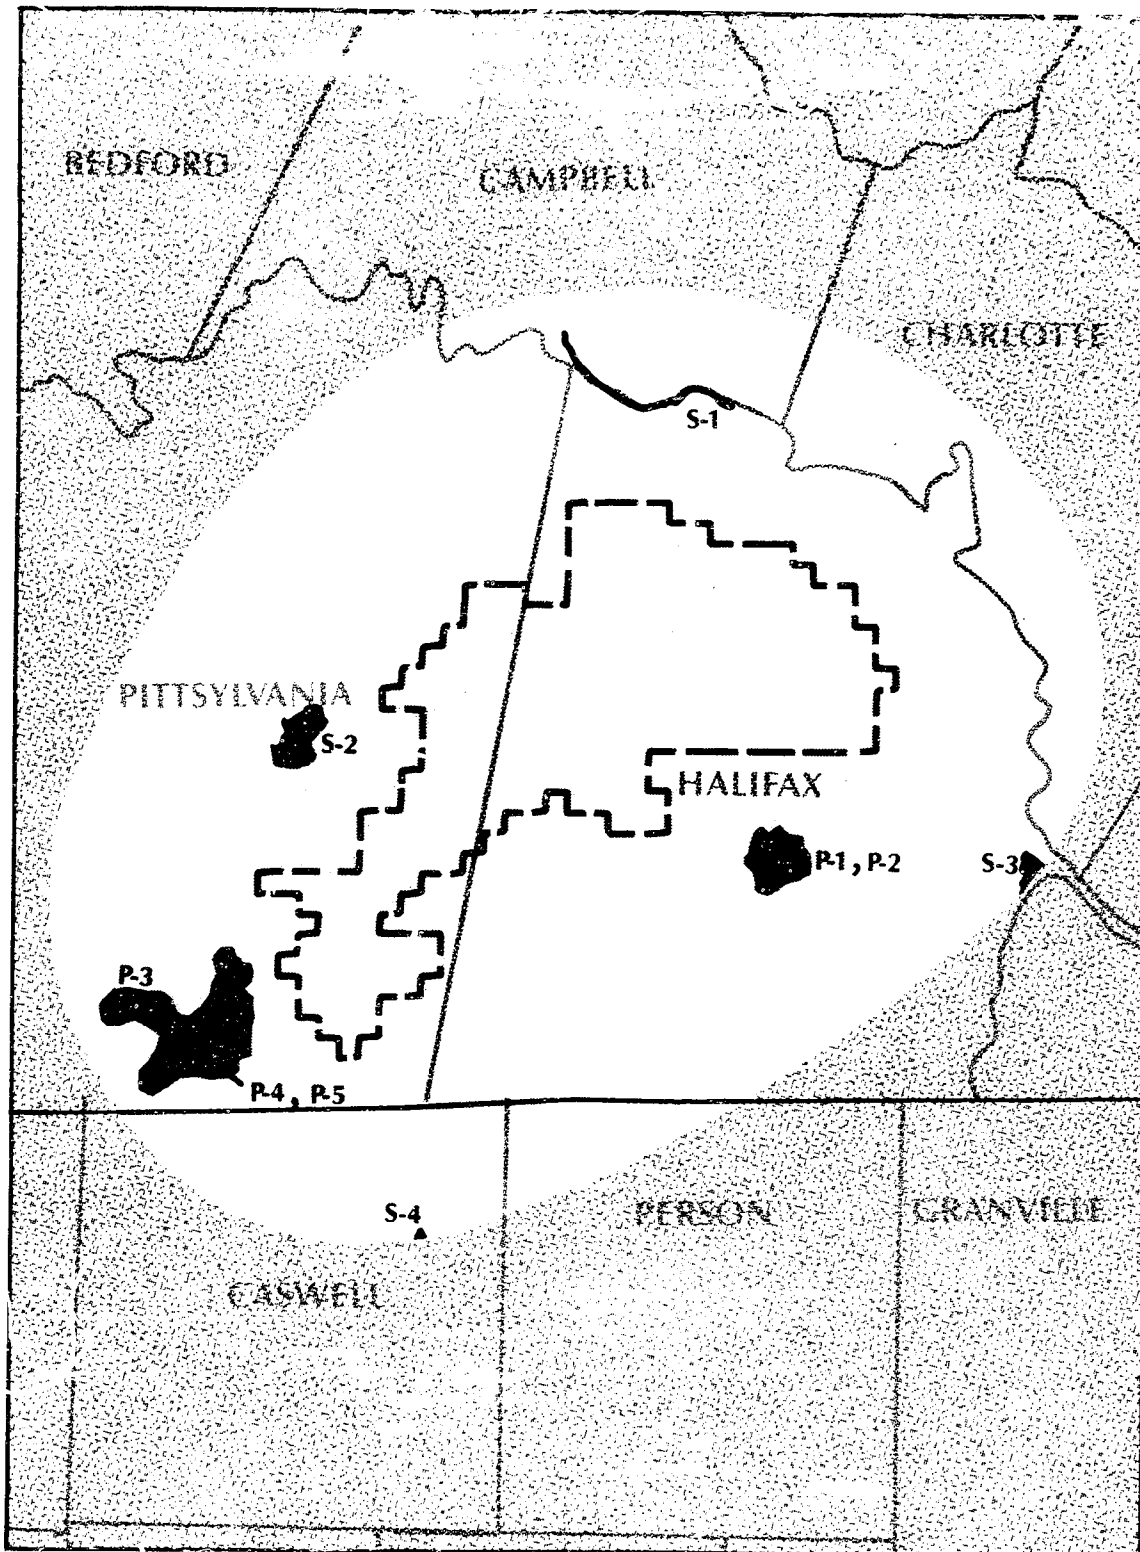 BEDFORD
CAMPBELL
CHARLOTTE
S-1
PITTSYLVANIA
S-2
HALIFAX
P-1, P-2
S-3
P-3
P-4, P-5
S-4
PERSON
GRANVILLE
CASWELL